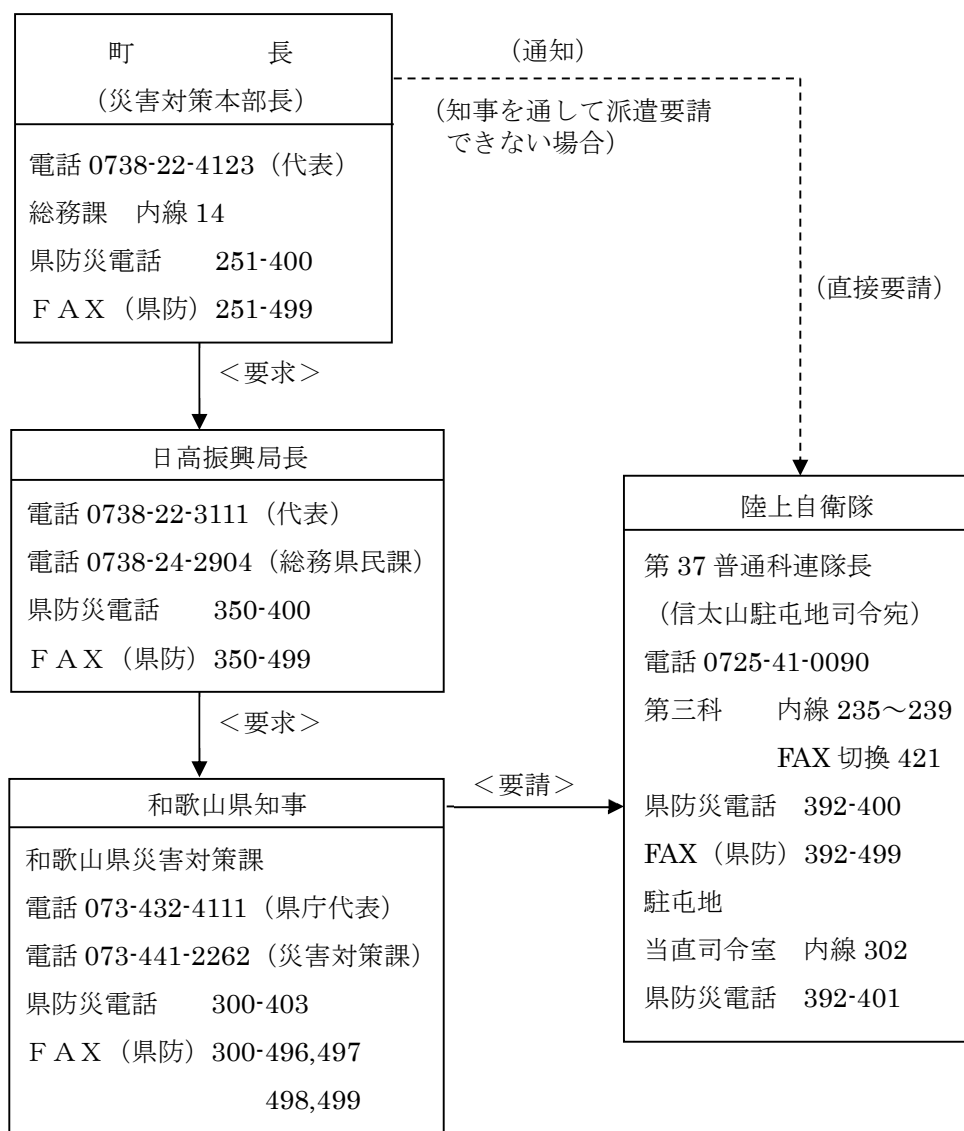 町　　　　　長
（災害対策本部長）
電話 0738-22-4123（代表）
総務課　内線 14
県防災電話　　251-400
ＦＡＸ（県防）251-499
（通知）
（知事を通して派遣要請
できない場合）
（直接要請）
＜要求＞
日高振興局長
電話 0738-22-3111（代表）
電話 0738-24-2904（総務県民課）
県防災電話　　350-400
ＦＡＸ（県防）350-499
＜要求＞
和歌山県知事
和歌山県災害対策課
電話 073-432-4111（県庁代表）
電話 073-441-2262（災害対策課）
県防災電話　　300-403
ＦＡＸ（県防）300-496,497
498,499
＜要請＞
陸上自衛隊
第 37 普通科連隊長
（信太山駐屯地司令宛）
電話 0725-41-0090
第三科　　内線 235～239
FAX 切換 421
県防災電話　392-400
FAX（県防）392-499
駐屯地
当直司令室　内線 302
県防災電話　392-401